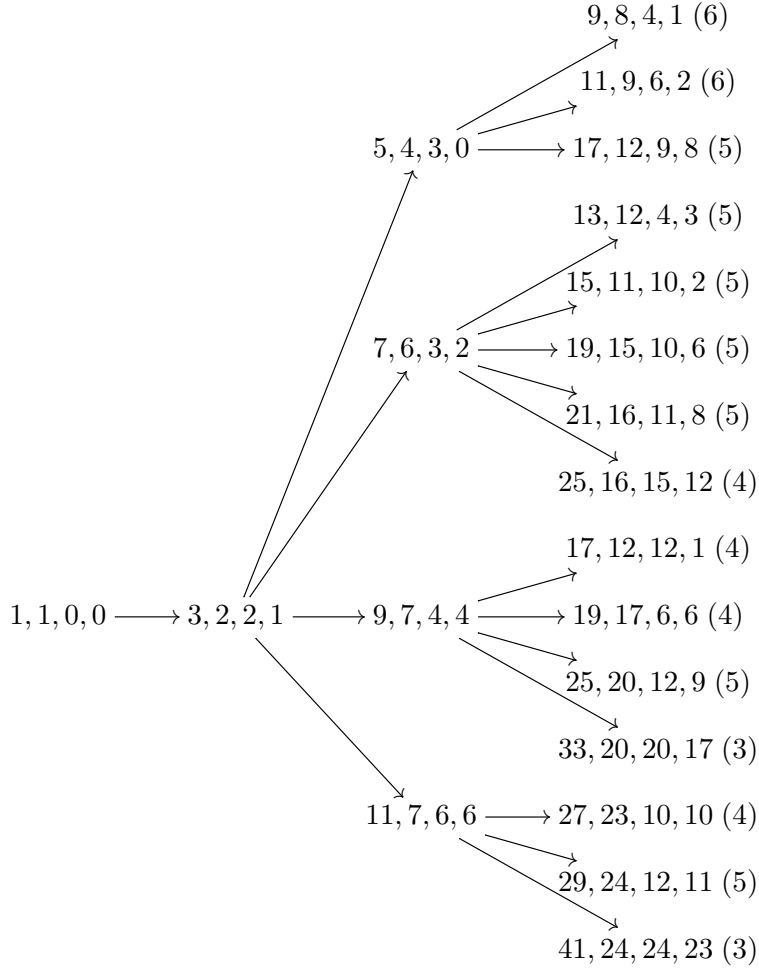 9, 8, 4, 1 (6)
11, 9, 6, 2 (6)
5, 4, 3, 0
17, 12, 9, 8 (5)
13, 12, 4, 3 (5)
15, 11, 10, 2 (5)
7, 6, 3, 2
19, 15, 10, 6 (5)
21, 16, 11, 8 (5)
25, 16, 15, 12 (4)
17, 12, 12, 1 (4)
1, 1, 0, 0
3, 2, 2, 1
9, 7, 4, 4
19, 17, 6, 6 (4)
25, 20, 12, 9 (5)
33, 20, 20, 17 (3)
11, 7, 6, 6
27, 23, 10, 10 (4)
29, 24, 12, 11 (5)
41, 24, 24, 23 (3)